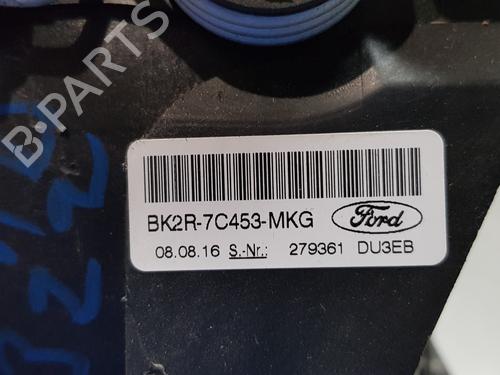 B-PARTS
BK2R-7C453-MKG Ford
08.08.16 S.-Nr.: 279361 DU3EB